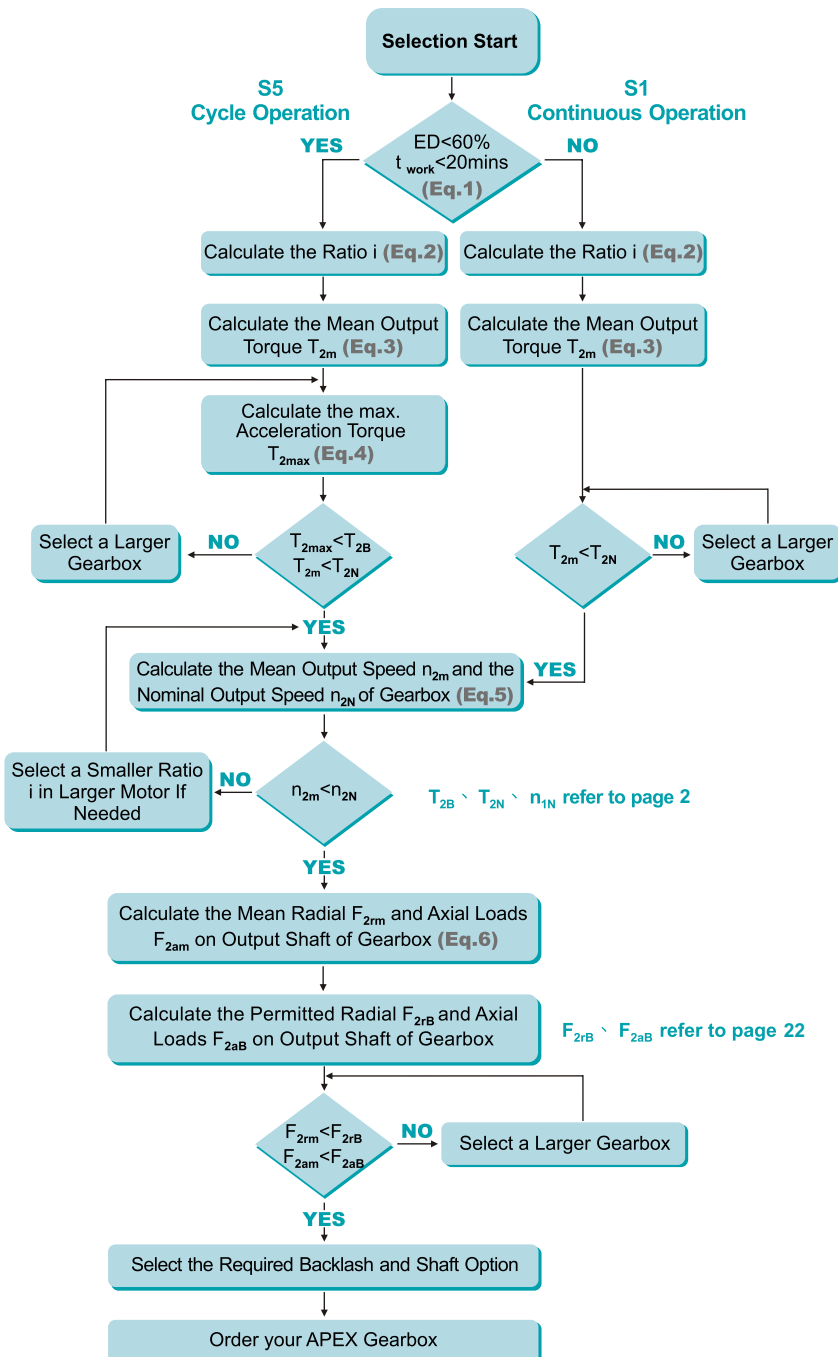 Selection Start
S5
Cycle Operation
S1
Continuous Operation
YES
ED<60%
t work<20mins
(Eq.1)
NO
Calculate the Ratio i (Eq.2)
Calculate the Ratio i (Eq.2)
Calculate the Mean Output
Torque T2m (Eq.3)
Calculate the Mean Output
Torque T2m (Eq.3)
Calculate the max.
Acceleration Torque
T2max (Eq.4)
Select a Larger
Gearbox
NO
T2max<T2B
T2m<T2N
T2m<T2N
NO
Select a Larger
Gearbox
YES
YES
Calculate the Mean Output Speed n2m and the
Nominal Output Speed n2N of Gearbox (Eq.5)
Select a Smaller Ratio
i in Larger Motor If
Needed
NO
n2m<n2N
T2B、T2N、n1N refer to page 2
YES
Calculate the Mean Radial F2rm and Axial Loads
F2am on Output Shaft of Gearbox (Eq.6)
Calculate the Permitted Radial F2rB and Axial
Loads F2aB on Output Shaft of Gearbox
F2rB、F2aB refer to page 22
F2rm<F2rB
F2am<F2aB
NO
Select a Larger Gearbox
YES
Select the Required Backlash and Shaft Option
Order your APEX Gearbox